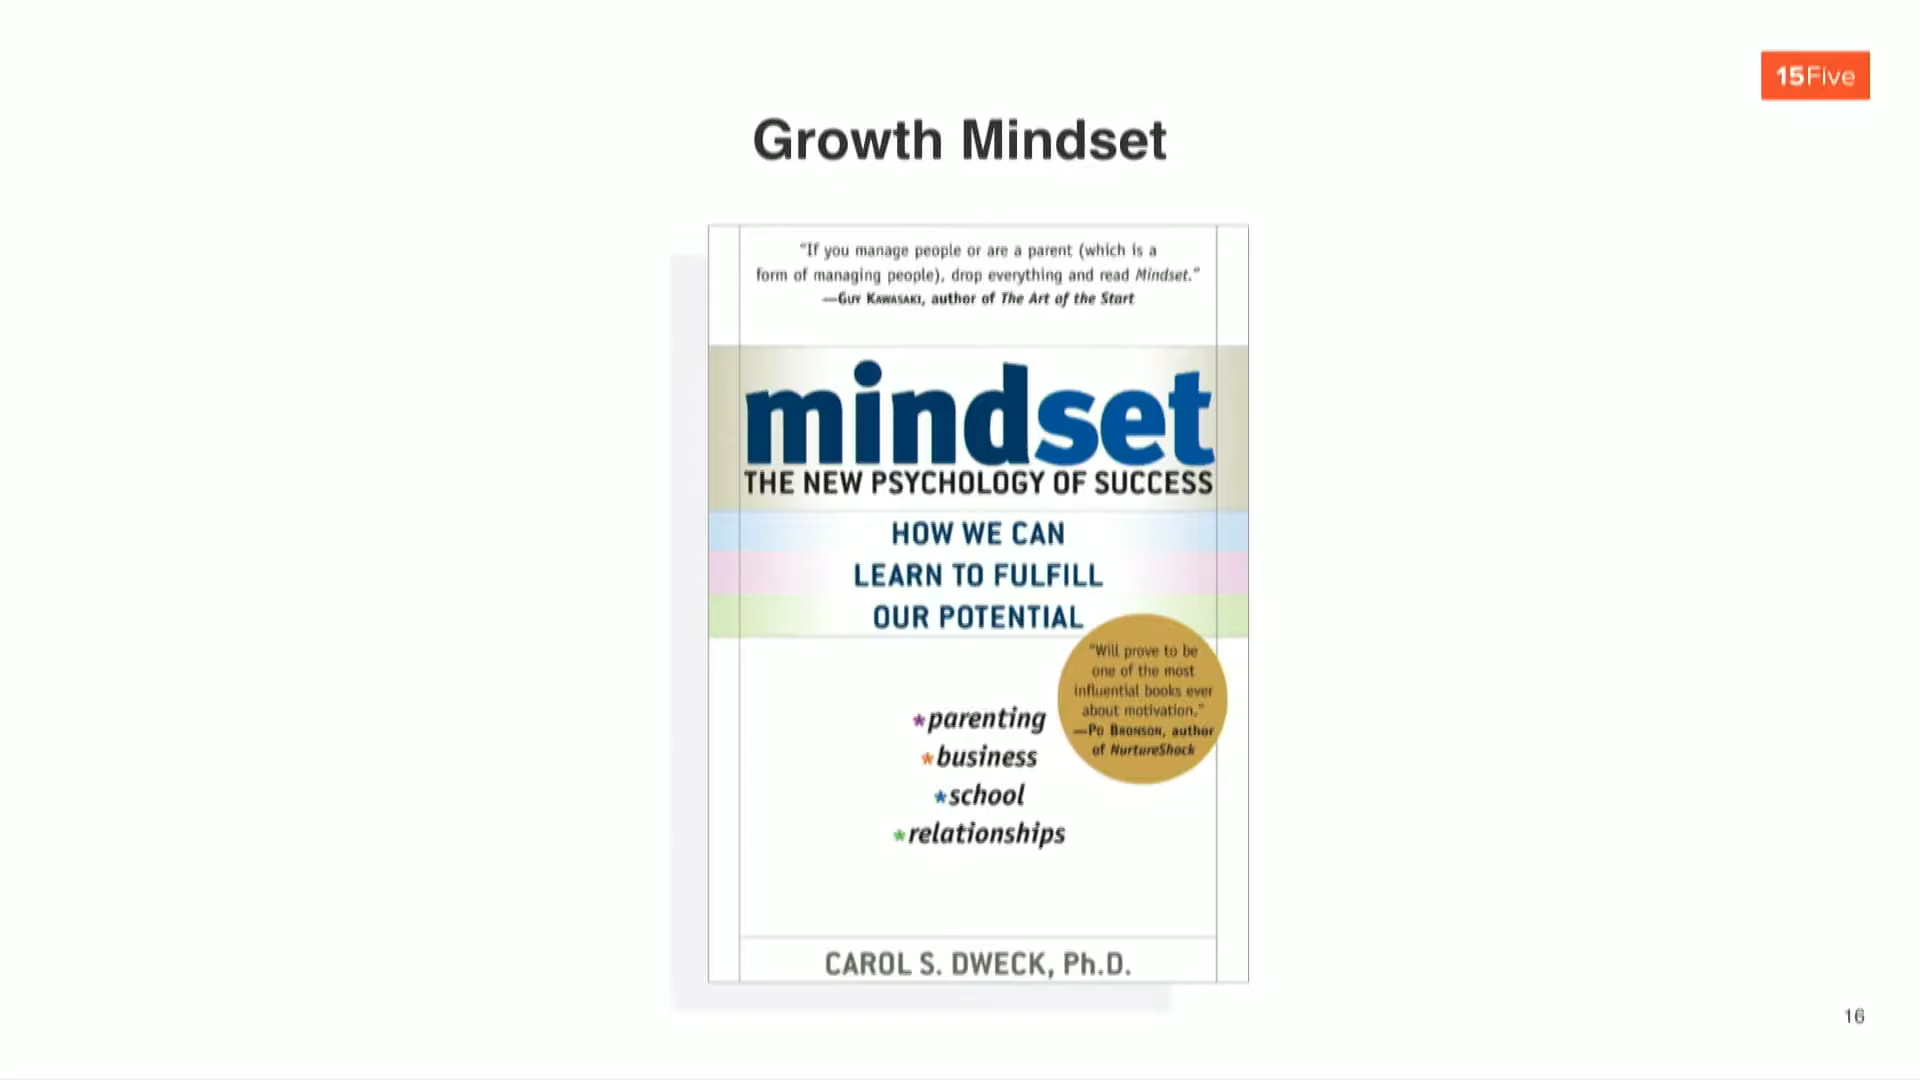 15Five
Growth Mindset
"If you manage people or are a parent (which is a
form of managing people), drop everything and read Mindset."
—Guy Kawasaki, author of The Art of the Start
mindset
THE NEW PSYCHOLOGY OF SUCCESS
HOW WE CAN
LEARN TO FULFILL
OUR POTENTIAL
"Will prove to be
one of the most
influential books ever
about motivation."
—Po Bronson, author
of NurtureShock
*parenting
*business
*school
*relationships
CAROL S. DWECK, Ph.D.
16